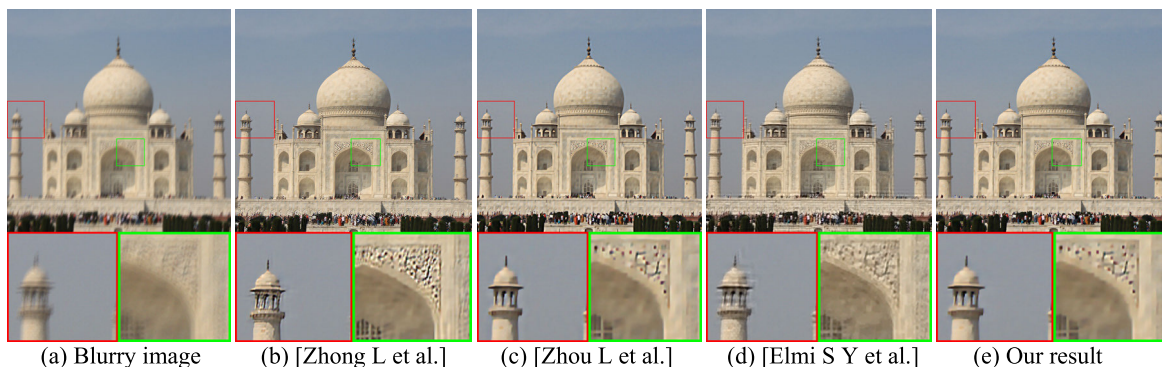 (a) Blurry image
(b) [Zhong L et al.]
(c) [Zhou L et al.]
(d) [Elmi S Y et al.]
(e) Our result